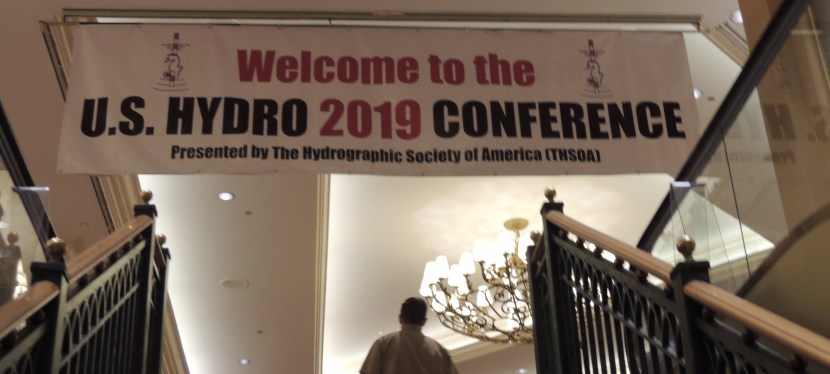 Welcome to the
U.S. HYDRO 2019 CONFERENCE
Presented by The Hydrographic Society of America (THSOA)